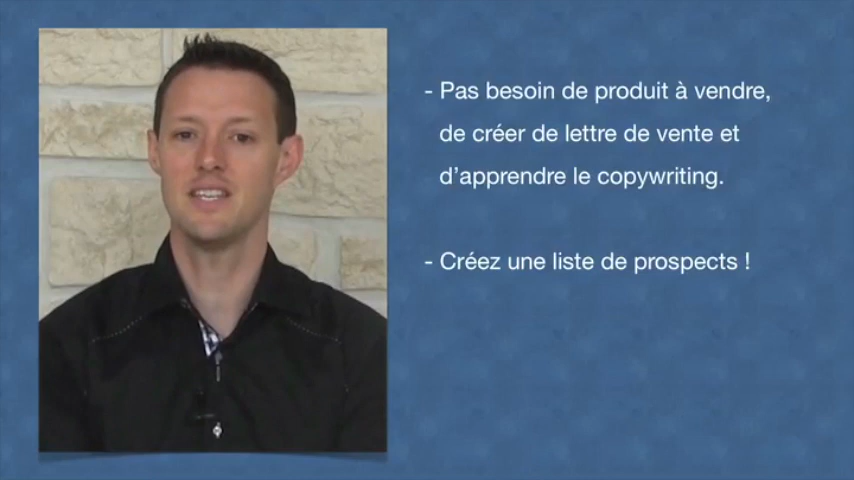 - Pas besoin de produit à vendre,
de créer de lettre de vente et
d’apprendre le copywriting.
- Créez une liste de prospects !